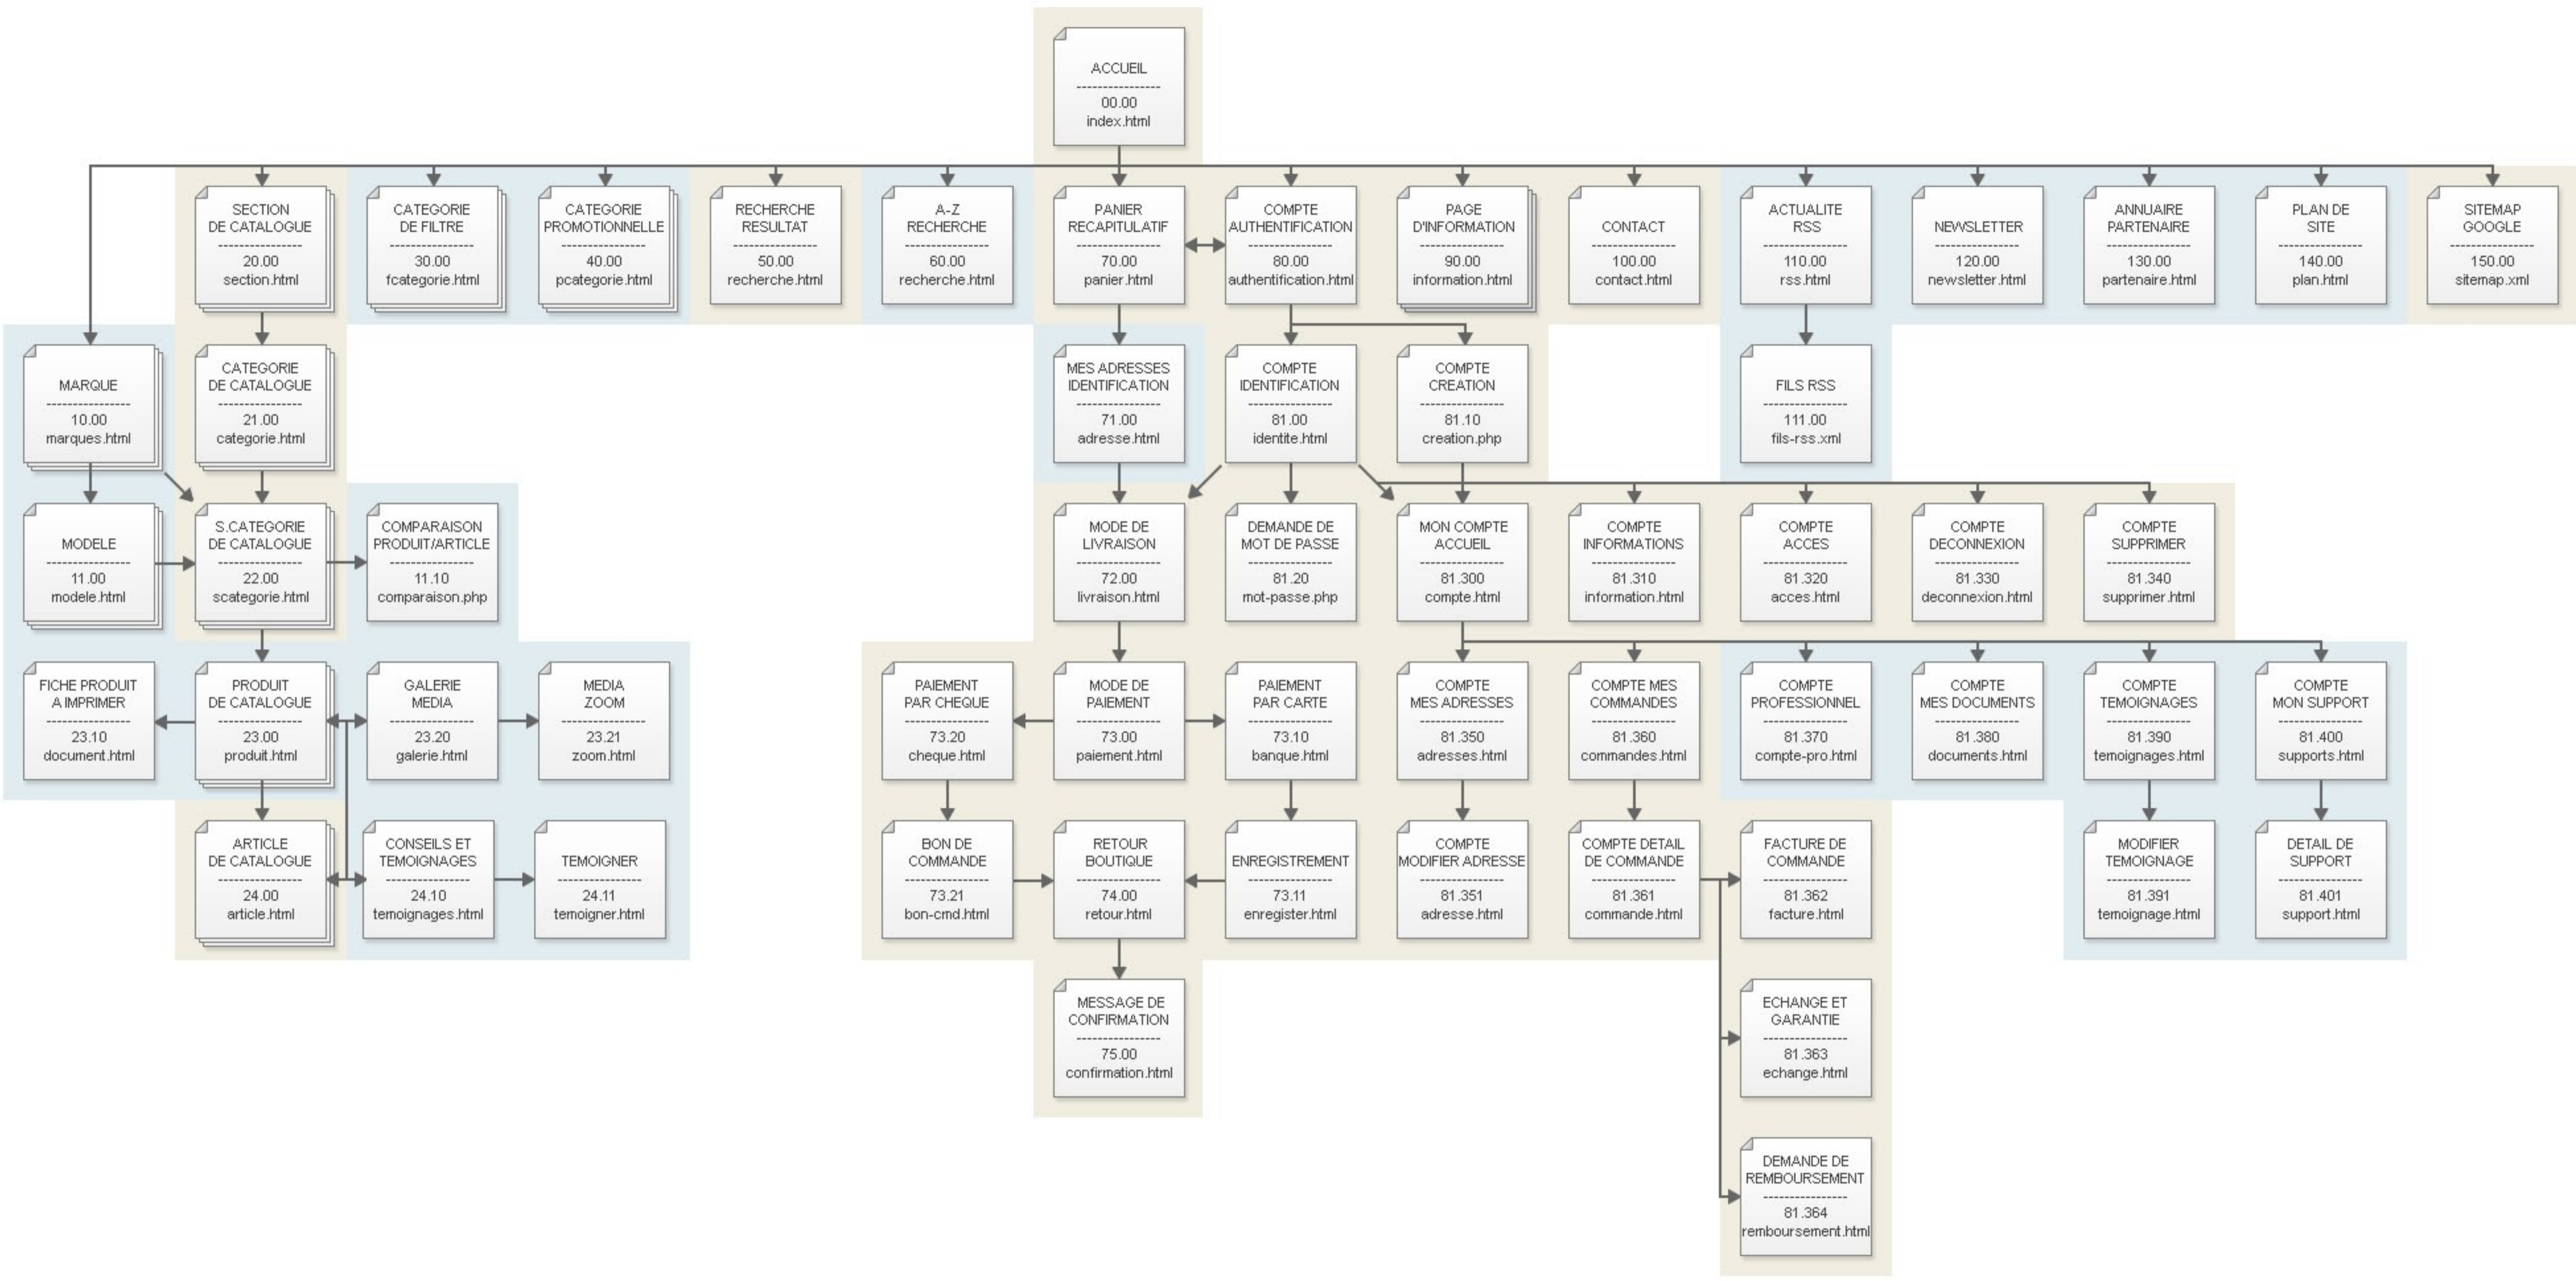 ACCUEIL
----------------
00.00
index.html
SECTION
DE CATALOGUE
----------------
20.00
section.html
CATEGORIE
DE FILTRE
----------------
30.00
fcategorie.html
CATEGORIE
PROMOTIONNELLE
----------------
40.00
pcategorie.html
RECHERCHE
RESULTAT
----------------
50.00
recherche.html
A-Z
RECHERCHE
----------------
60.00
recherche.html
PANIER
RECAPITULATIF
----------------
70.00
panier.html
COMPTE
AUTHENTIFICATION
----------------
80.00
authentification.html
PAGE
D'INFORMATION
----------------
90.00
information.html
CONTACT
----------------
100.00
contact.html
ACTUALITE
RSS
----------------
110.00
rss.html
NEWSLETTER
----------------
120.00
newsletter.html
ANNUAIRE
PARTENAIRE
----------------
130.00
partenaire.html
PLAN DE
SITE
----------------
140.00
plan.html
SITEMAP
GOOGLE
----------------
150.00
sitemap.xml
MARQUE
----------------
10.00
marques.html
CATEGORIE
DE CATALOGUE
----------------
21.00
categorie.html
MES ADRESSES
IDENTIFICATION
----------------
71.00
adresse.html
COMPTE
IDENTIFICATION
----------------
81.00
identite.html
COMPTE
CREATION
----------------
81.10
creation.php
FILS RSS
----------------
111.00
fils-rss.xml
MODELE
----------------
11.00
modele.html
S.CATEGORIE
DE CATALOGUE
----------------
22.00
scategorie.html
COMPARAISON
PRODUIT/ARTICLE
----------------
11.10
comparaison.php
MODE DE
LIVRAISON
----------------
72.00
livraison.html
DEMANDE DE
MOT DE PASSE
----------------
81.20
mot-passe.php
MON COMPTE
ACCUEIL
----------------
81.300
compte.html
COMPTE
INFORMATIONS
----------------
81.310
information.html
COMPTE
ACCES
----------------
81.320
acces.html
COMPTE
DECONNEXION
----------------
81.330
deconnexion.html
COMPTE
SUPPRIMER
----------------
81.340
supprimer.html
FICHE PRODUIT
A IMPRIMER
----------------
23.10
document.html
PRODUIT
DE CATALOGUE
----------------
23.00
produit.html
GALERIE
MEDIA
----------------
23.20
galerie.html
MEDIA
ZOOM
----------------
23.21
zoom.html
PAIEMENT
PAR CHEQUE
----------------
73.20
cheque.html
MODE DE
PAIEMENT
----------------
73.00
paiement.html
PAIEMENT
PAR CARTE
----------------
73.10
banque.html
COMPTE
MES ADRESSES
----------------
81.350
adresses.html
COMPTE MES
COMMANDES
----------------
81.360
commandes.html
COMPTE
PROFESSIONNEL
----------------
81.370
compte-pro.html
COMPTE
MES DOCUMENTS
----------------
81.380
documents.html
COMPTE
TEMOIGNAGES
----------------
81.390
temoignages.html
COMPTE
MON SUPPORT
----------------
81.400
supports.html
ARTICLE
DE CATALOGUE
----------------
24.00
article.html
CONSEILS ET
TEMOIGNAGES
----------------
24.10
temoignages.html
TEMOIGNER
----------------
24.11
temoigner.html
BON DE
COMMANDE
----------------
73.21
bon-cmd.html
RETOUR
BOUTIQUE
----------------
74.00
retour.html
ENREGISTREMENT
----------------
73.11
enregister.html
COMPTE
MODIFIER ADRESSE
----------------
81.351
adresse.html
COMPTE DETAIL
DE COMMANDE
----------------
81.361
commande.html
FACTURE DE
COMMANDE
----------------
81.362
facture.html
MODIFIER
TEMOIGNAGE
----------------
81.391
temoignage.html
DETAIL DE
SUPPORT
----------------
81.401
support.html
MESSAGE DE
CONFIRMATION
----------------
75.00
confirmation.html
ECHANGE ET
GARANTIE
----------------
81.363
echange.html
DEMANDE DE
REMBOURSEMENT
----------------
81.364
remboursement.html